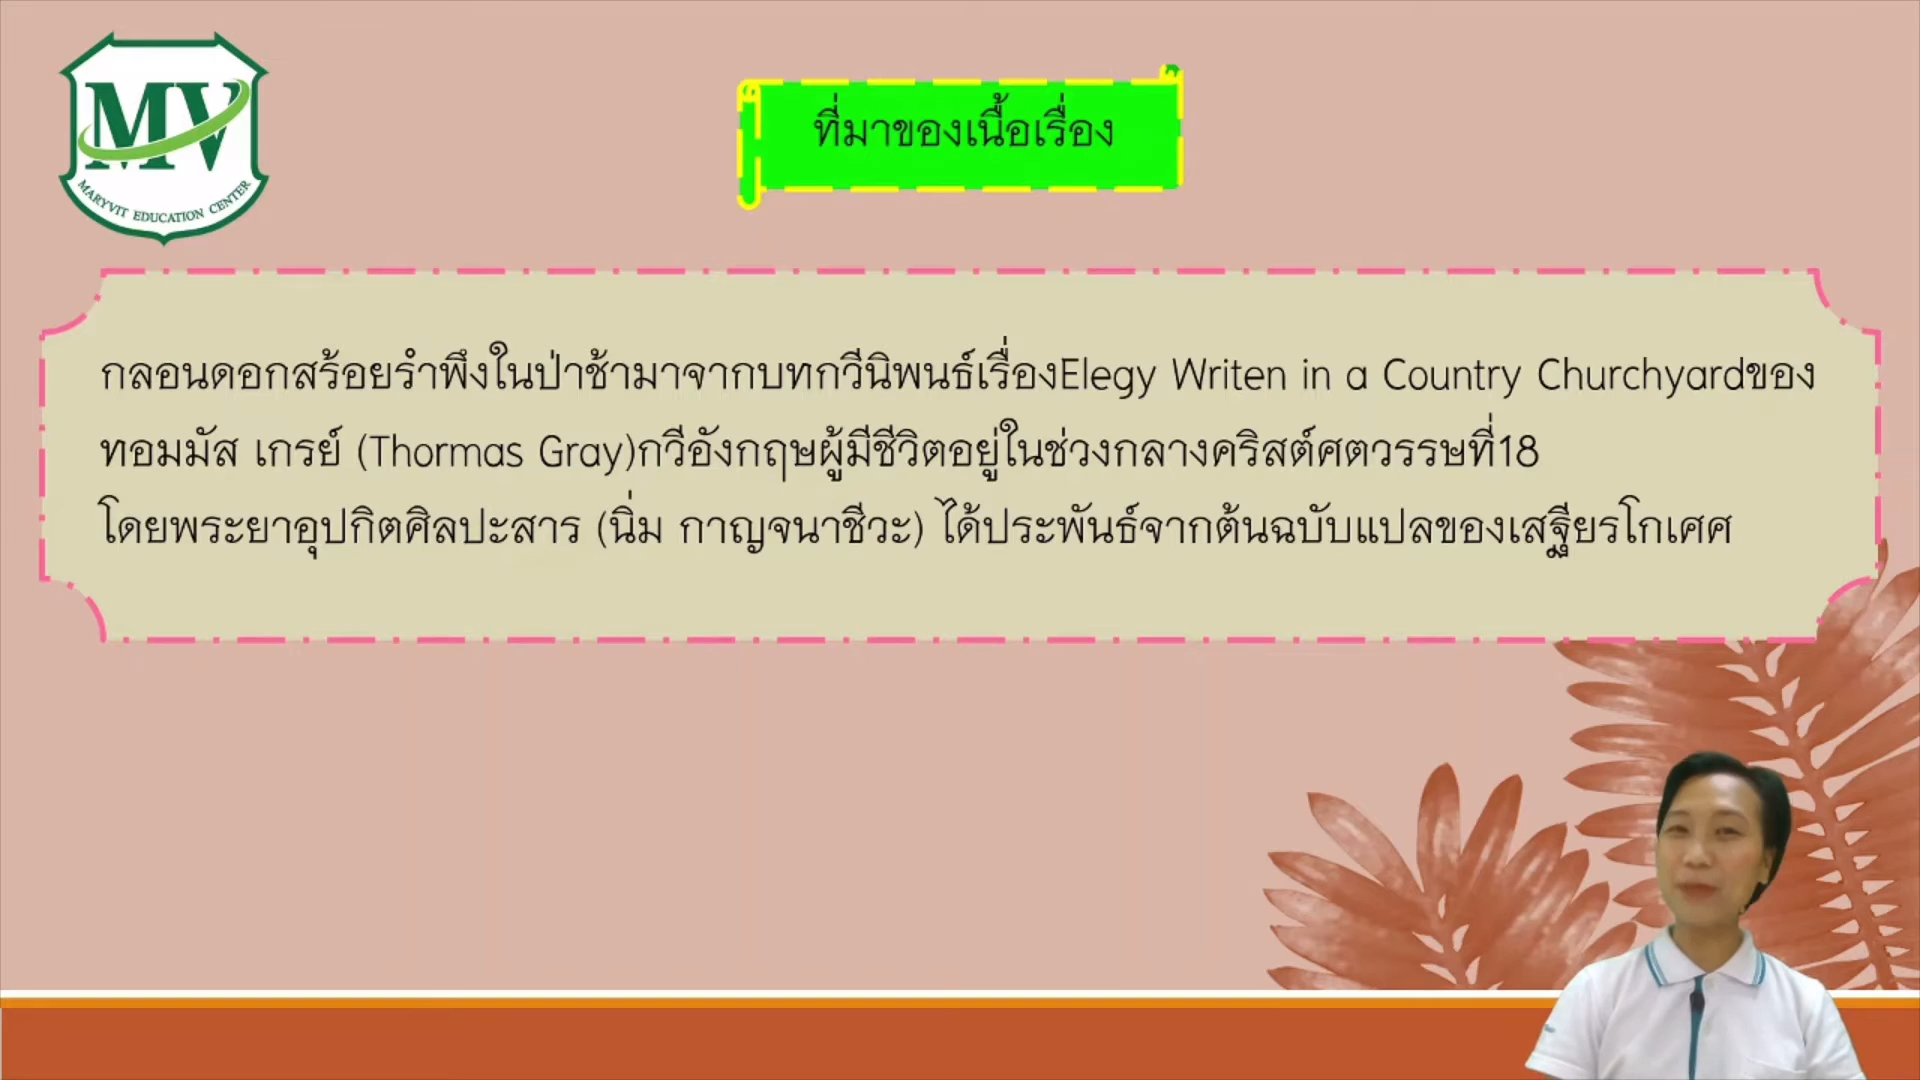 MV
MARYVIT EDUCATION CENTER
ที่มาของเนื้อเรื่อง
กลอนดอกสร้อยรำพึงในป่าช้ามาจากบทกวีนิพนธ์เรื่องElegy Writen in a Country Churchyardของ
ทอมมัส เกรย์ (Thormas Gray)กวีอังกฤษผู้มีชีวิตอยู่ในช่วงกลางคริสต์ศตวรรษที่18
โดยพระยาอุปกิตศิลปะสาร (นิ่ม กาญจนาชีวะ) ได้ประพันธ์จากต้นฉบับแปลของเสฐียรโกเศศ